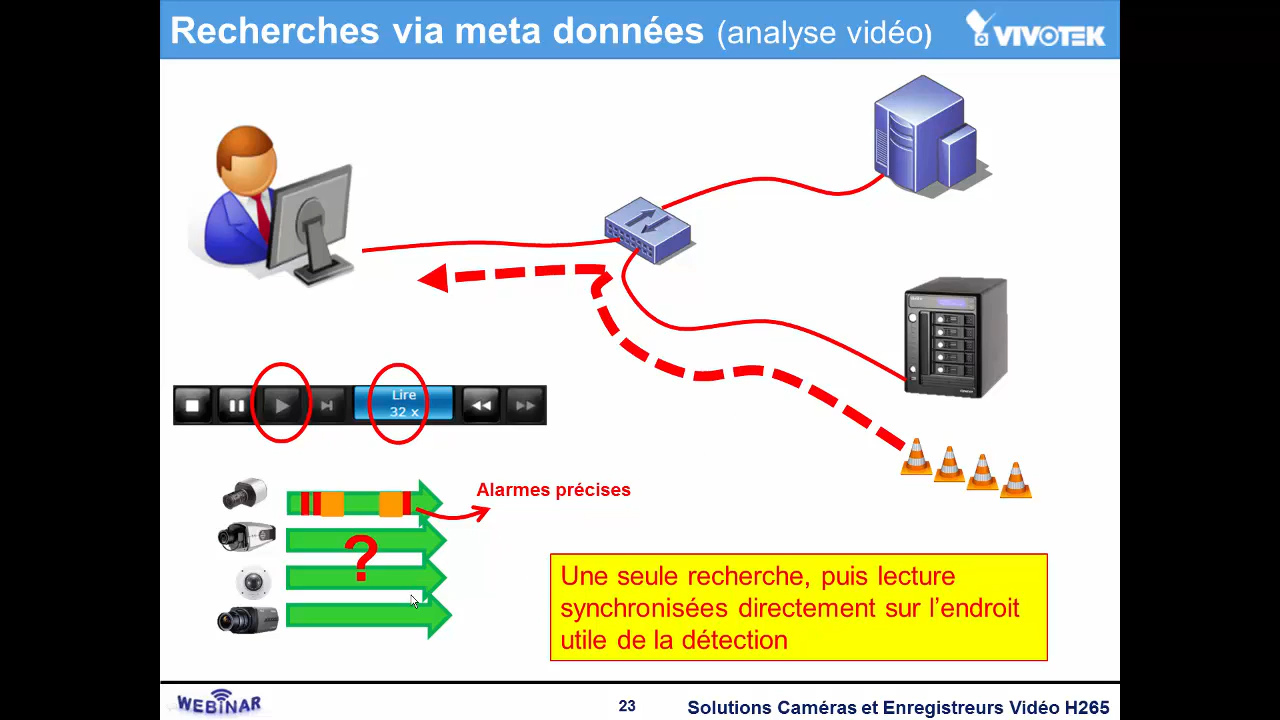 Recherches via meta données (analyse vidéo)
VIVOTEK
Lire
32 x
Alarmes précises
?
Une seule recherche, puis lecture
synchronisées directement sur l’endroit
utile de la détection
WEBINAR
23
Solutions Caméras et Enregistreurs Vidéo H265